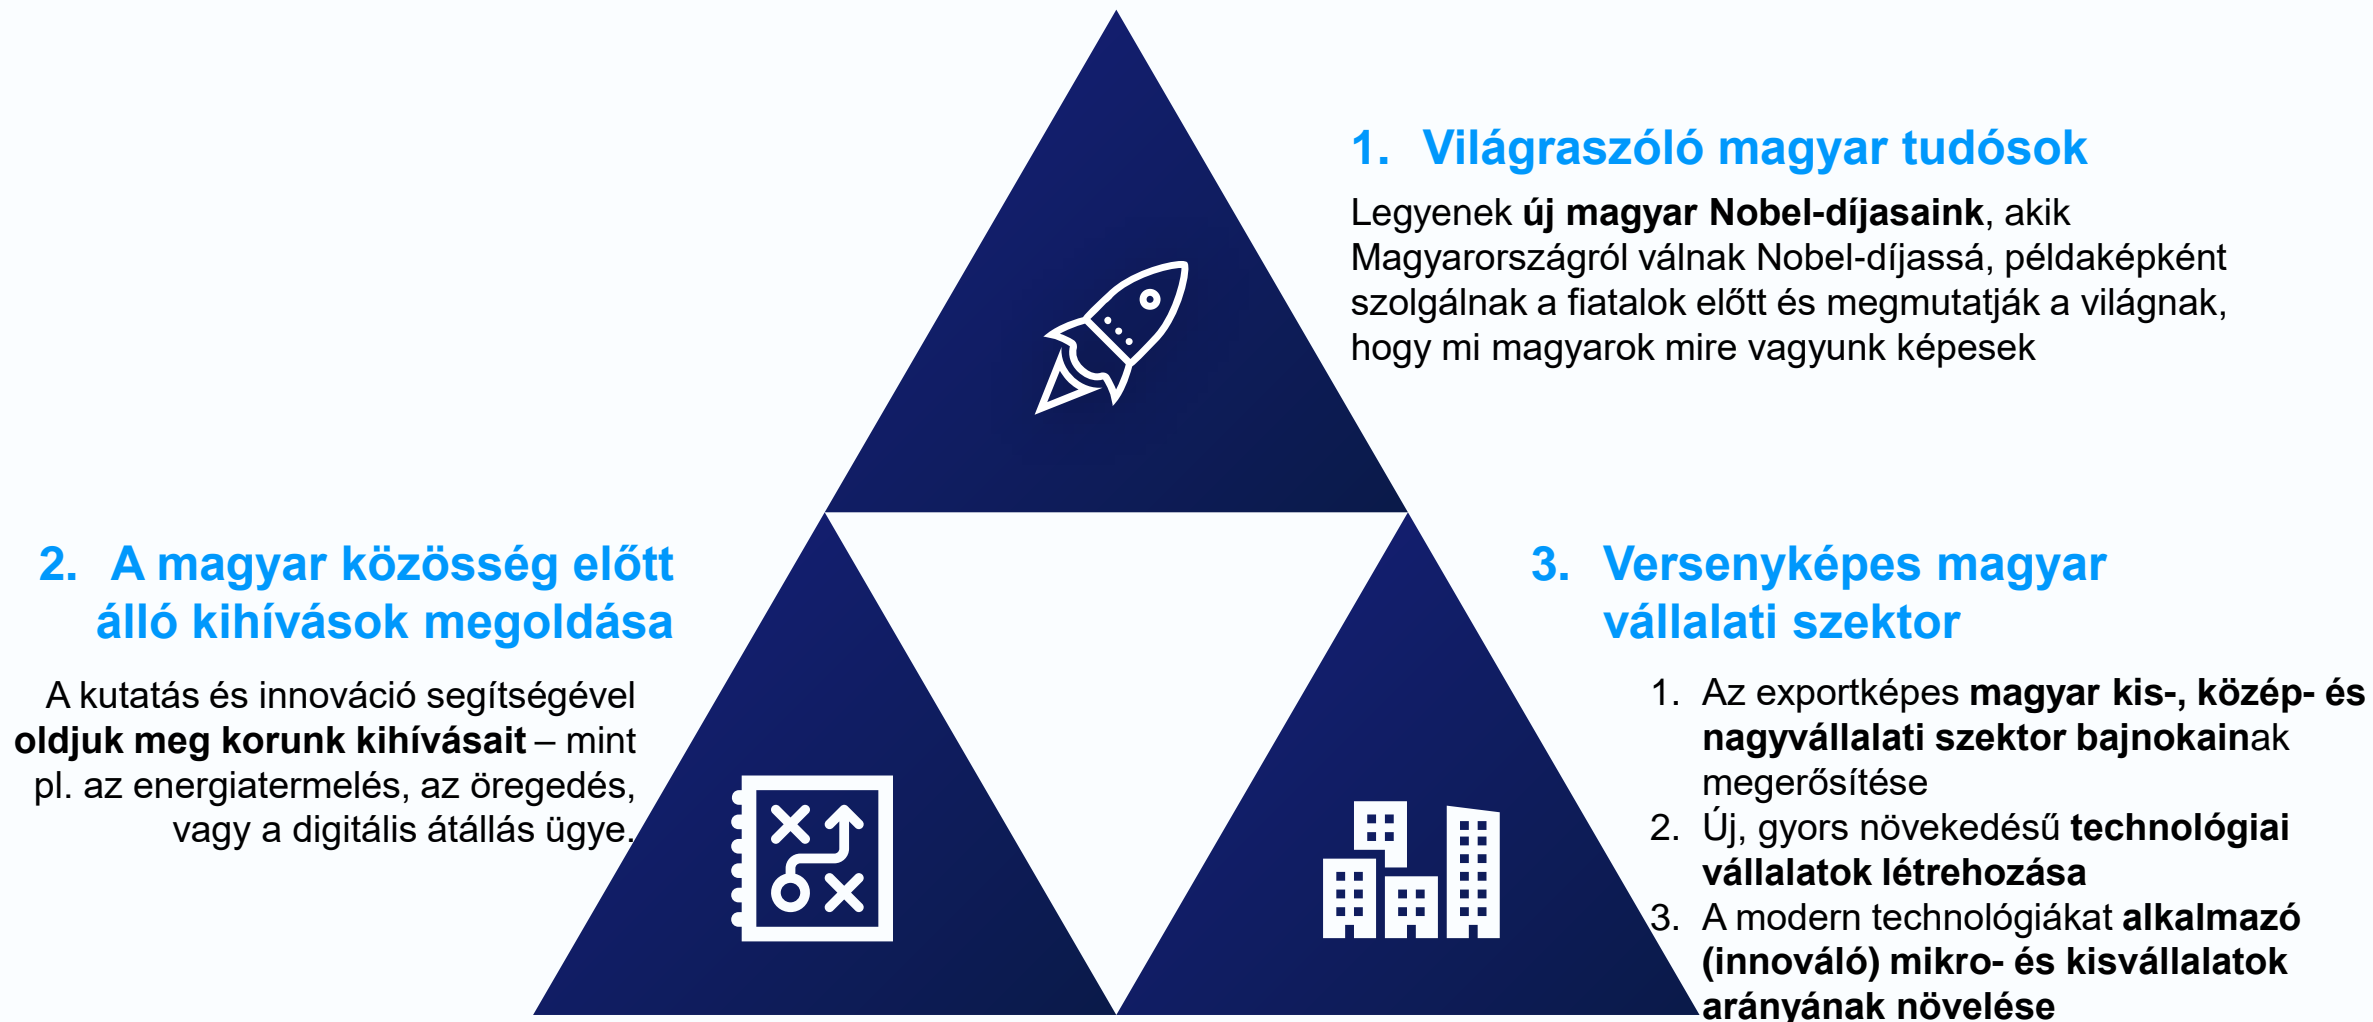 1. Világraszóló magyar tudósok
Legyenek új magyar Nobel-díjasaink, akik
Magyarországról válnak Nobel-díjassá, példaképként
szolgálnak a fiatalok előtt és megmutatják a világnak,
hogy mi magyarok mire vagyunk képesek
2. A magyar közösség előtt
álló kihívások megoldása
A kutatás és innováció segítségével
oldjuk meg korunk kihívásait – mint
pl. az energiatermelés, az öregedés,
vagy a digitális átállás ügye.
3. Versenyképes magyar
vállalati szektor
1. Az exportképes magyar kis-, közép- és
nagyvállalati szektor bajnokainak
megerősítése
2. Új, gyors növekedésű technológiai
vállalatok létrehozása
3. A modern technológiákat alkalmazó
(innováló) mikro- és kisvállalatok
arányának növelése